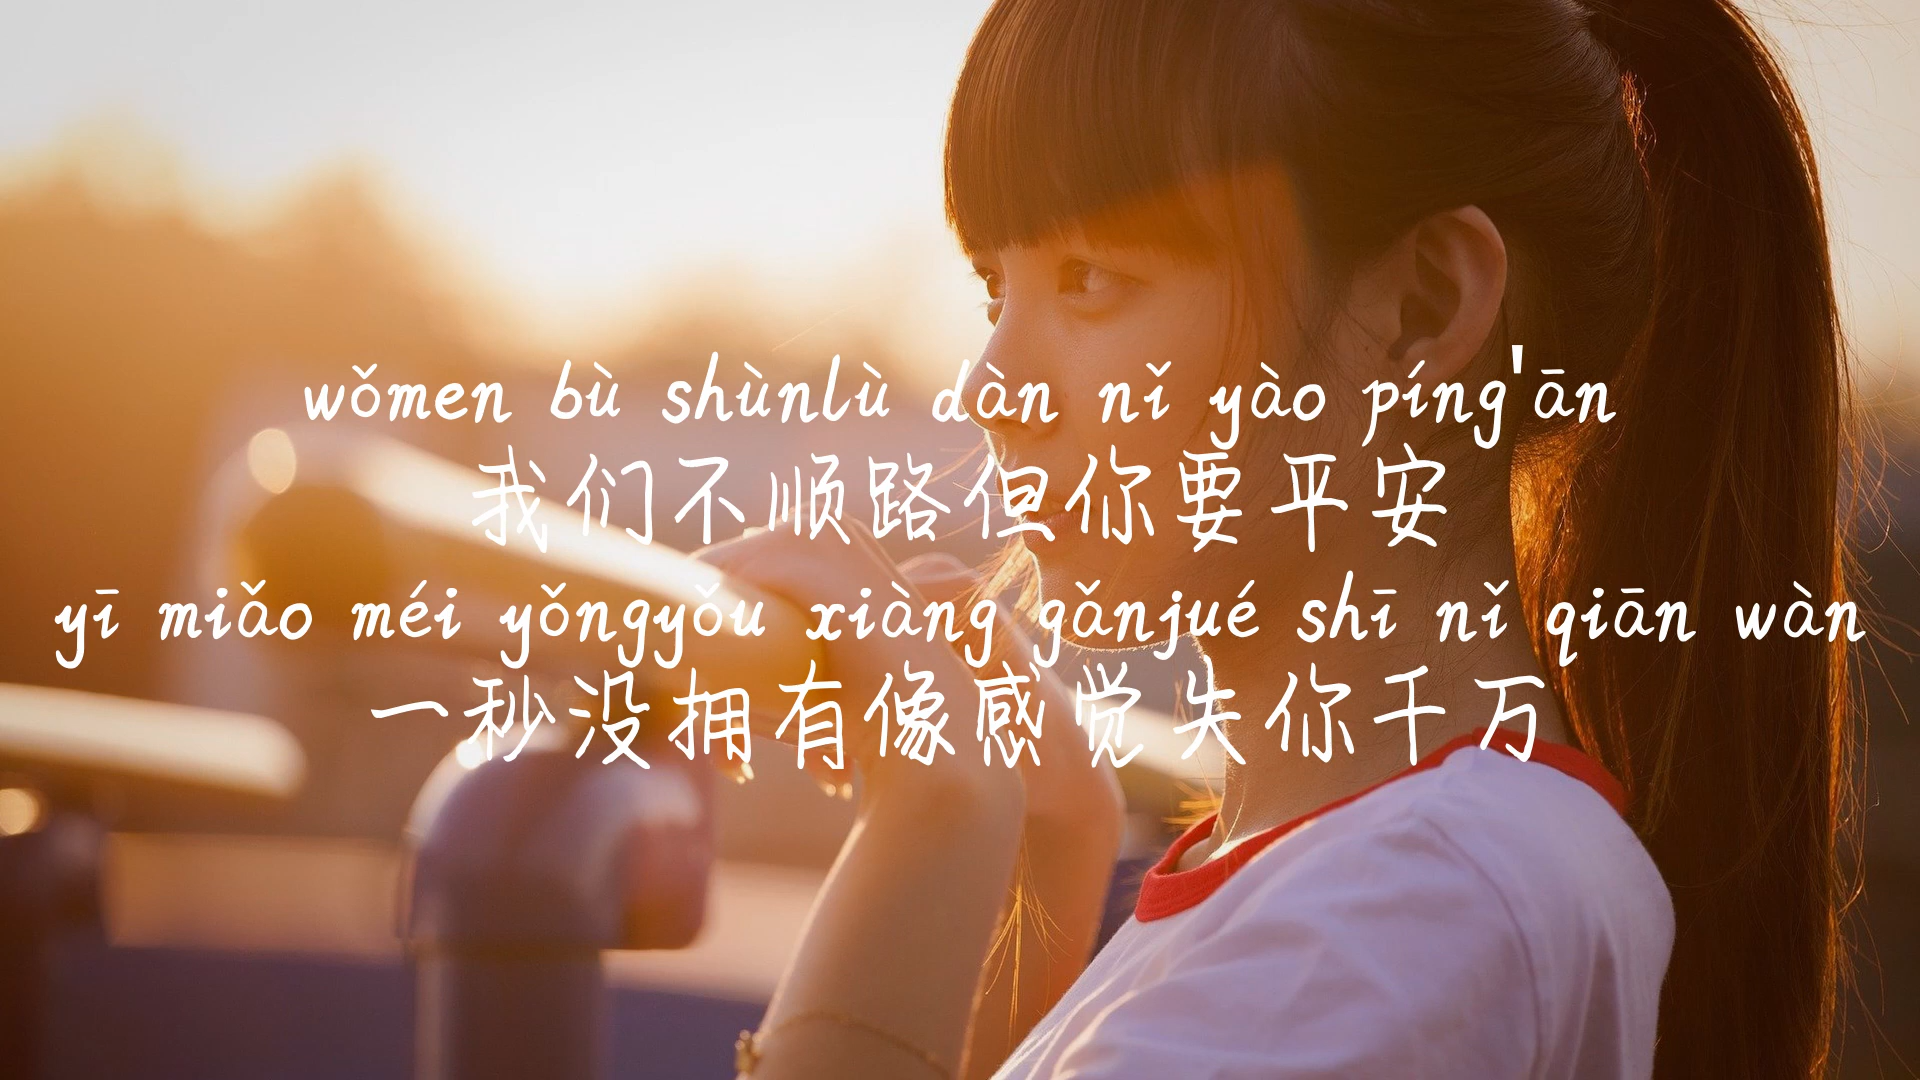 wǒmen bù shùnlù dàn nǐ yào píng'ān
我们不顺路但你要平安
yī miǎo méi yǒngyǒu xiàng gǎnjué shī nǐ qiān wàn
一秒没拥有像感觉失你千万